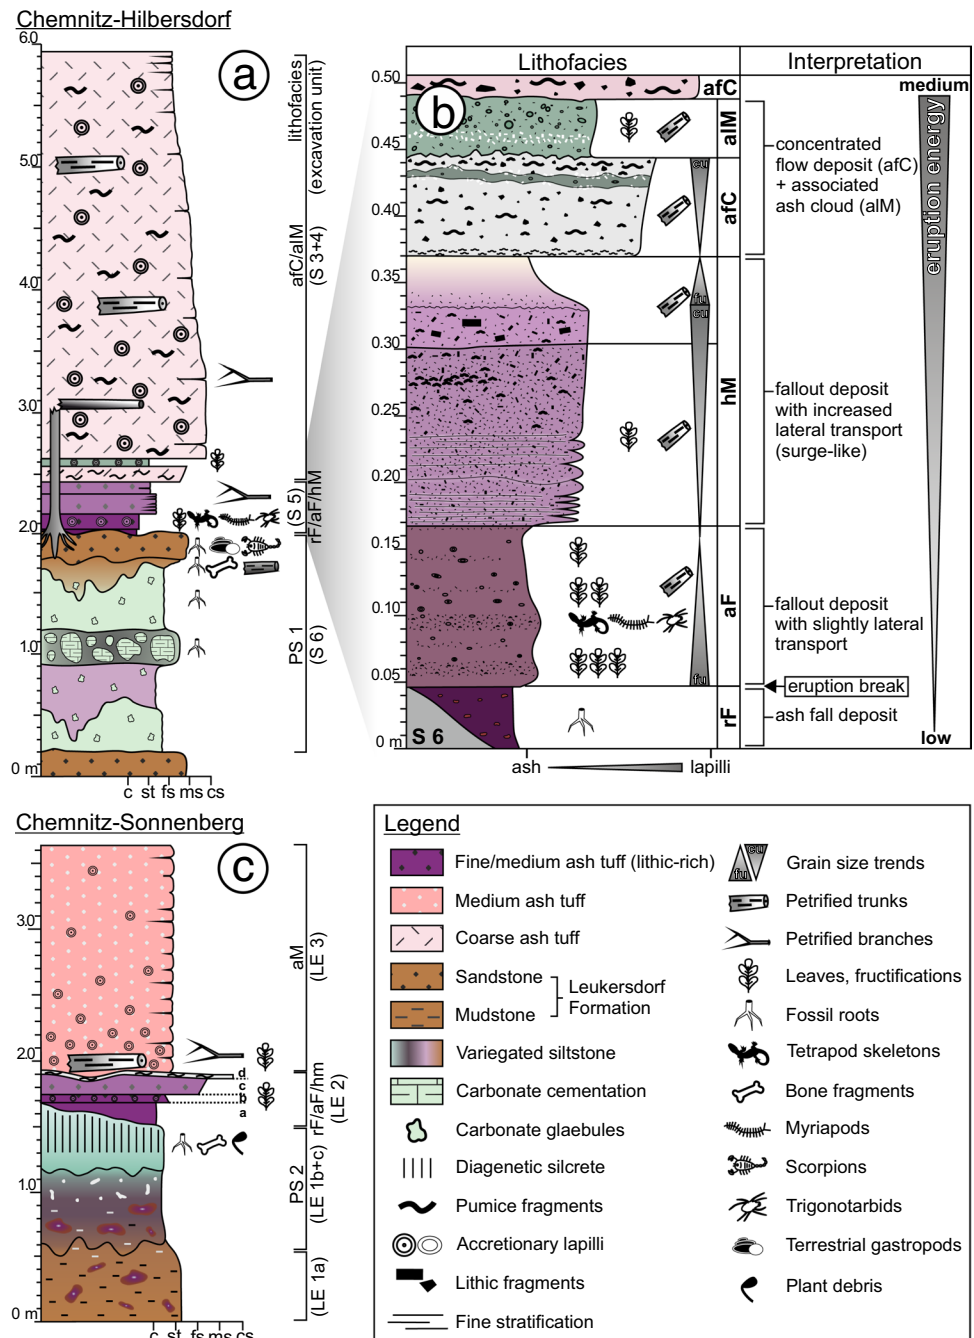 Chemnitz-Hilbersdorf
6.0
5.0
4.0
3.0
2.0
1.0
0 m
c st fs ms cs
a
lithofacies
(excavation unit)
afC/alM
(S 3+4)
(S 5)
rF/aF/hM
PS 1
(S 6)
b
Lithofacies
Interpretation
0.50
0.45
0.40
0.35
0.30
0.25
0.20
0.15
0.10
0.05
0 m
S 6
ash
lapilli
cu
fu
cu
fu
afC
alM
afC
hM
aF
rF
concentrated
flow deposit (afC)
+ associated
ash cloud (alM)
fallout deposit
with increased
lateral transport
(surge-like)
fallout deposit
with slightly lateral
transport
eruption break
ash fall deposit
medium
eruption energy
low
Chemnitz-Sonnenberg
c
3.0
2.0
1.0
0 m
c st fs ms cs
d
c
b
a
aM
(LE 3)
rF/aF/hm
(LE 2)
PS 2
(LE 1b+c)
(LE 1a)
Legend
Fine/medium ash tuff (lithic-rich)
Medium ash tuff
Coarse ash tuff
Sandstone
Mudstone
Leukersdorf
Formation
Variegated siltstone
Carbonate cementation
Carbonate glaebules
Diagenetic silcrete
Pumice fragments
Accretionary lapilli
Lithic fragments
Fine stratification
fu
cu
Grain size trends
Petrified trunks
Petrified branches
Leaves, fructifications
Fossil roots
Tetrapod skeletons
Bone fragments
Myriapods
Scorpions
Trigonotarbids
Terrestrial gastropods
Plant debris